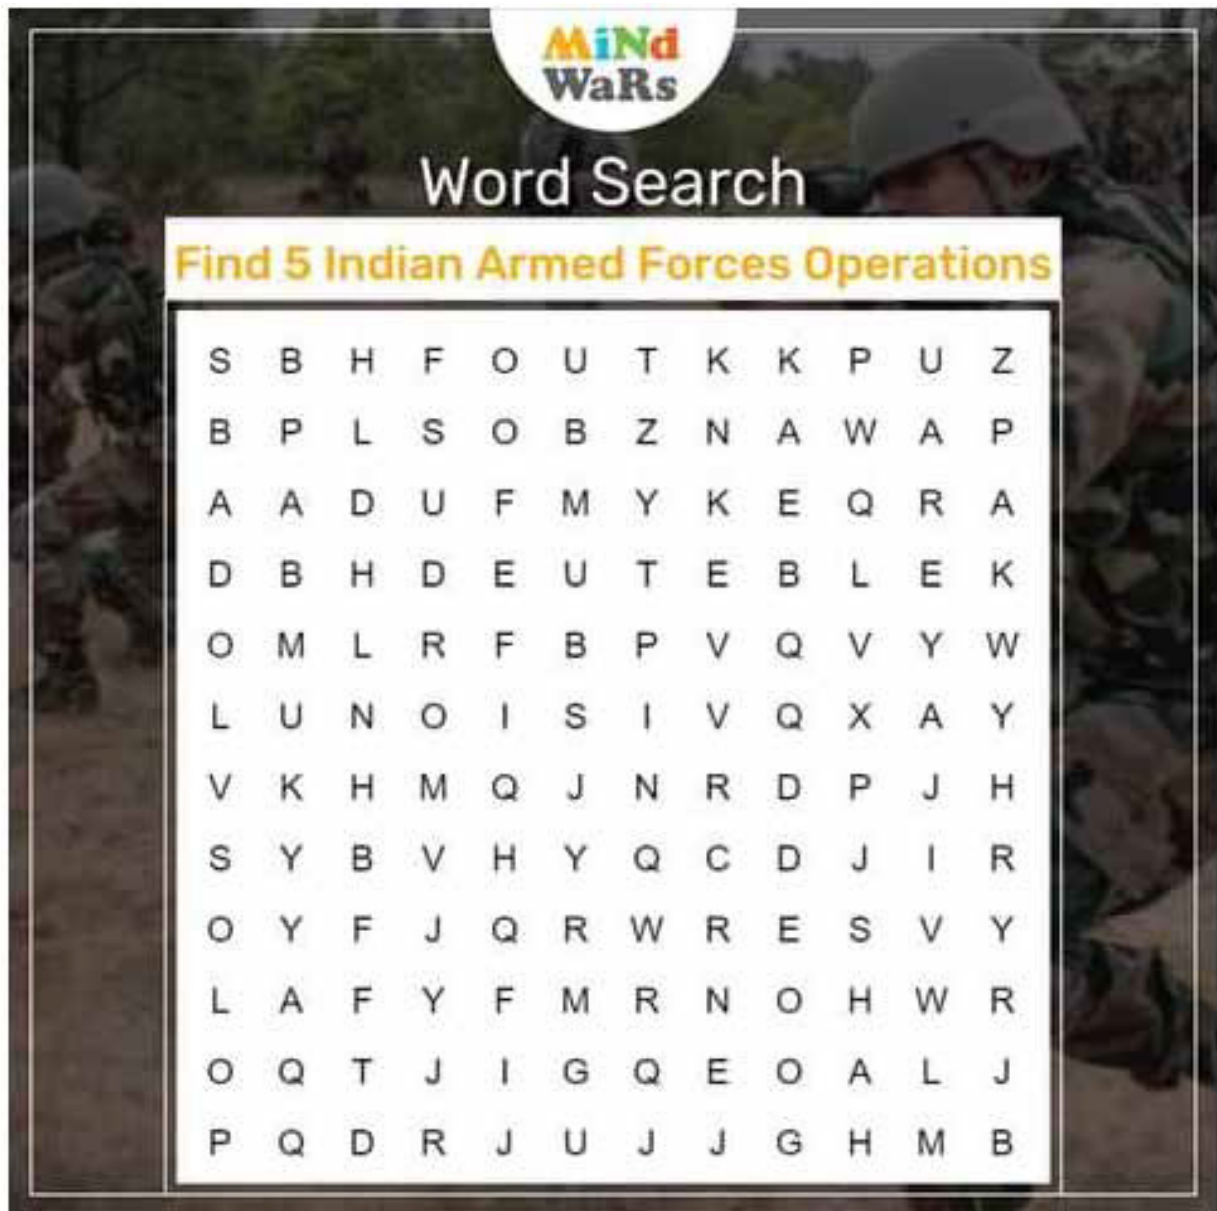 MiNd
WaRs
Word Search
Find 5 Indian Armed Forces Operations
S B H F O U T K K P U Z
B P L S O B Z N A W A P
A A D U F M Y K E Q R A
D B H D E U T E B L E K
O M L R F B P V Q V Y W
L U N O I S I V Q X A Y
V K H M Q J N R D P J H
S Y B V H Y Q C D J I R
O Y F J Q R W R E S V Y
L A F Y F M R N O H W R
O Q T J I G Q E O A L J
P Q D R J U J J G H M B